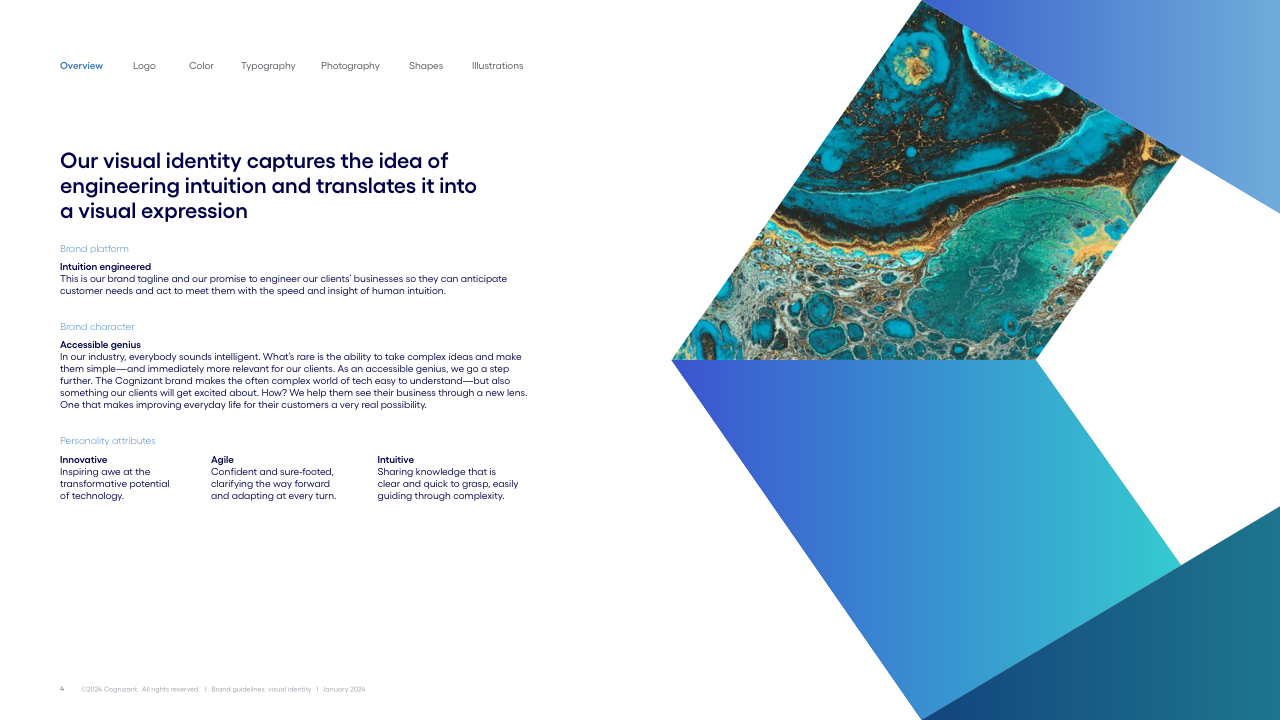 Overview Logo Color Typography Photography Shapes Illustrations
Our visual identity captures the idea of
engineering intuition and translates it into
a visual expression
Brand platform
Intuition engineered
This is our brand tagline and our promise to engineer our clients' businesses so they can anticipate
customer needs and act to meet them with the speed and insight of human intuition.
Brand character
Accessible genius
In our industry, everybody sounds intelligent. What's rare is the ability to take complex ideas and make
them simple—and immediately more relevant for our clients. As an accessible genius, we go a step
further. The Cognizant brand makes the often complex world of tech easy to understand—but also
something our clients will get excited about. How? We help them see their business through a new lens.
One that makes improving everyday life for their customers a very real possibility.
Personality attributes
Innovative
Inspiring awe at the
transformative potential
of technology.
Agile
Confident and sure-footed,
clarifying the way forward
and adapting at every turn.
Intuitive
Sharing knowledge that is
clear and quick to grasp, easily
guiding through complexity.
4 ©2024 Cognizant. All rights reserved. | Brand guidelines: visual identity | January 2024